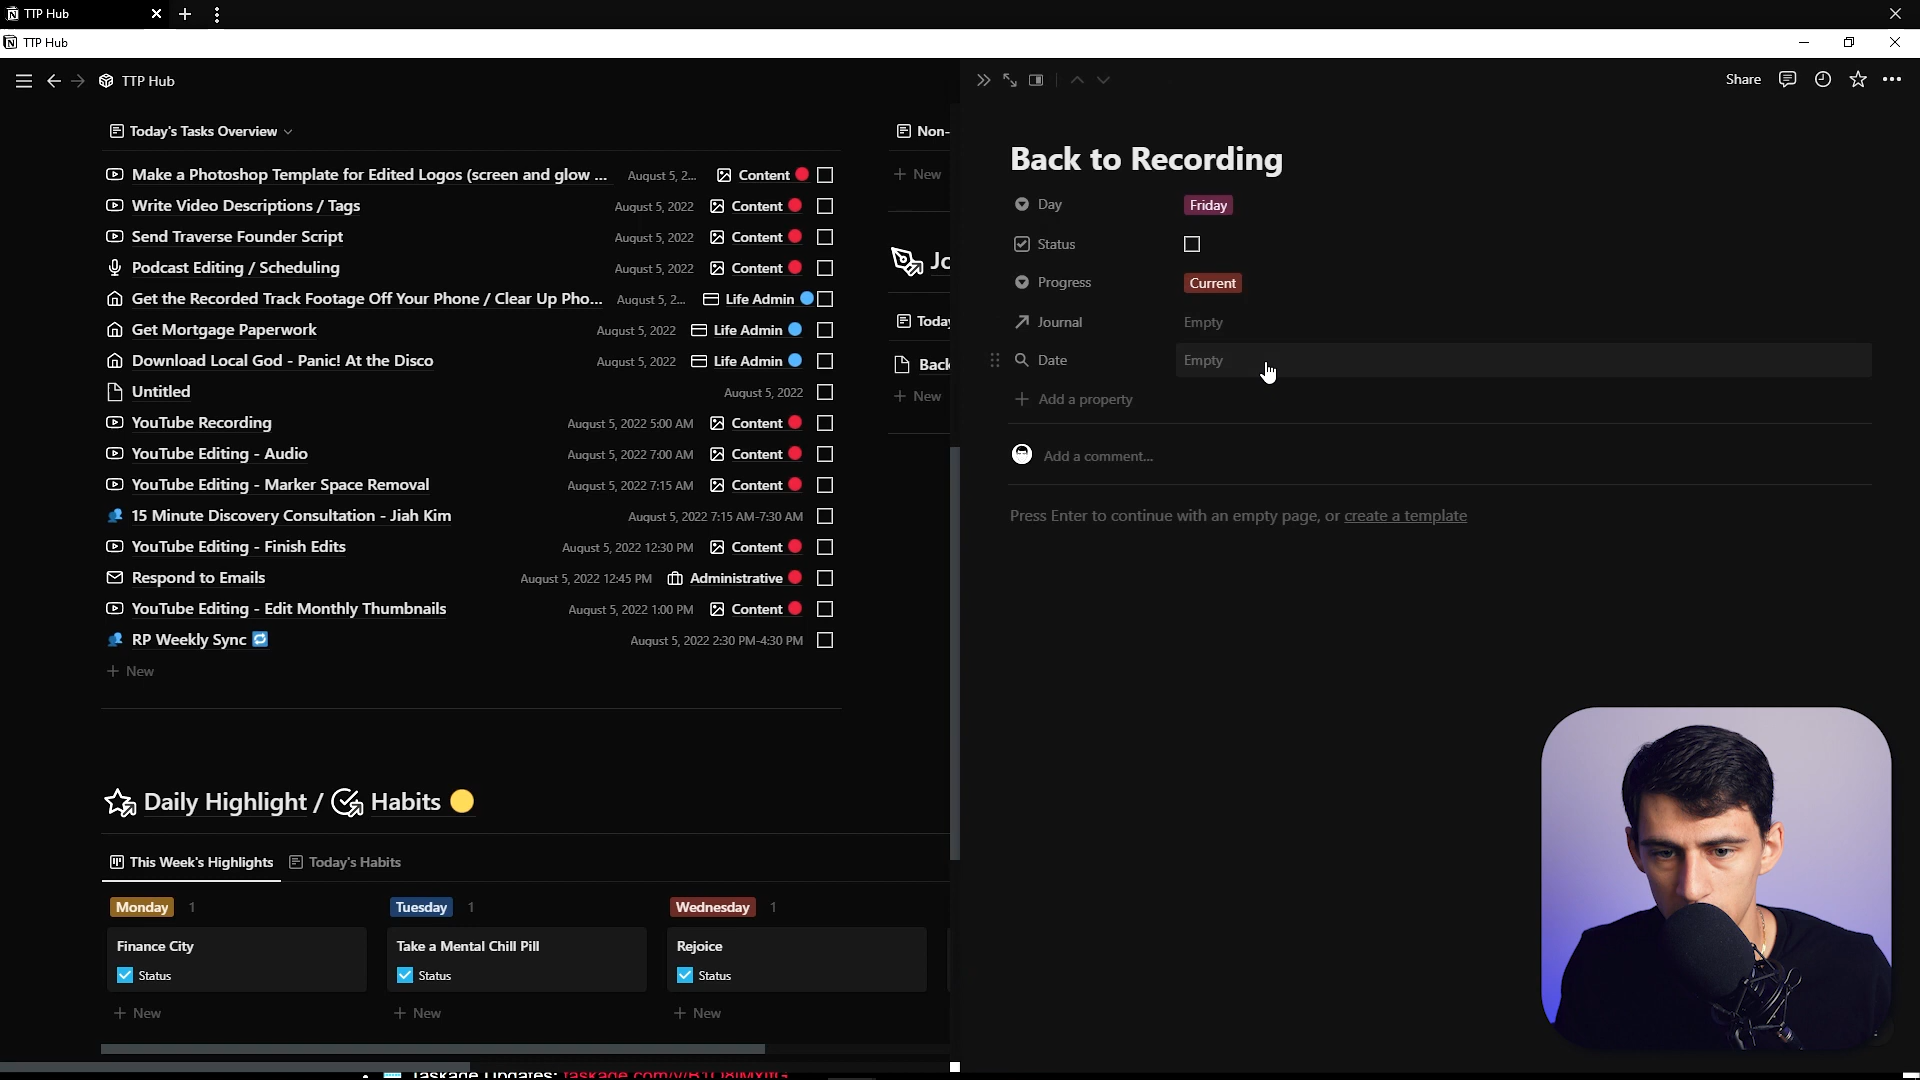 TTP Hub
TTP Hub
TTP Hub
Share
Today's Tasks Overview
Make a Photoshop Template for Edited Logos (screen and glow ... August 5, 2... Content
Write Video Descriptions / Tags August 5, 2022 Content
Send Traverse Founder Script August 5, 2022 Content
Podcast Editing / Scheduling August 5, 2022 Content
Get the Recorded Track Footage Off Your Phone / Clear Up Pho... August 5, 2... Life Admin
Get Mortgage Paperwork August 5, 2022 Life Admin
Download Local God - Panic! At the Disco August 5, 2022 Life Admin
Untitled August 5, 2022
YouTube Recording August 5, 2022 5:00 AM Content
YouTube Editing - Audio August 5, 2022 7:00 AM Content
YouTube Editing - Marker Space Removal August 5, 2022 7:15 AM Content
15 Minute Discovery Consultation - Jiah Kim August 5, 2022 7:15 AM-7:30 AM
YouTube Editing - Finish Edits August 5, 2022 12:30 PM Content
Respond to Emails August 5, 2022 12:45 PM Administrative
YouTube Editing - Edit Monthly Thumbnails August 5, 2022 1:00 PM Content
RP Weekly Sync August 5, 2022 2:30 PM-4:30 PM
+ New
Non-
+ New
Jo
Today
Back
+ New
Daily Highlight / Habits
This Week's Highlights Today's Habits
Monday 1
Finance City
Status
+ New
Tuesday 1
Take a Mental Chill Pill
Status
+ New
Wednesday 1
Rejoice
Status
+ New
Back to Recording
Day Friday
Status
Progress Current
Journal Empty
Date Empty
+ Add a property
Add a comment...
Press Enter to continue with an empty page, or create a template
Taskade Updates: